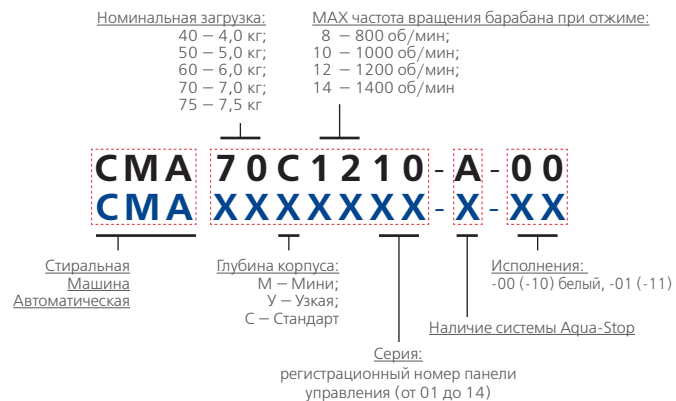 Номинальная загрузка:
40 – 4,0 кг;
50 – 5,0 кг;
60 – 6,0 кг;
70 – 7,0 кг;
75 – 7,5 кг
MAX частота вращения барабана при отжиме:
8 – 800 об/мин;
10 – 1000 об/мин;
12 – 1200 об/мин;
14 – 1400 об/мин
СМА 70С1210-А-00
СМА ХХХХХХХ-Х-ХХ
Стиральная
Машина
Автоматическая
Глубина корпуса:
М – Мини;
У – Узкая;
С – Стандарт
Серия:
регистрационный номер панели
управления (от 01 до 14)
Наличие системы Aqua-Stop
Исполнения:
-00 (-10) белый, -01 (-11)